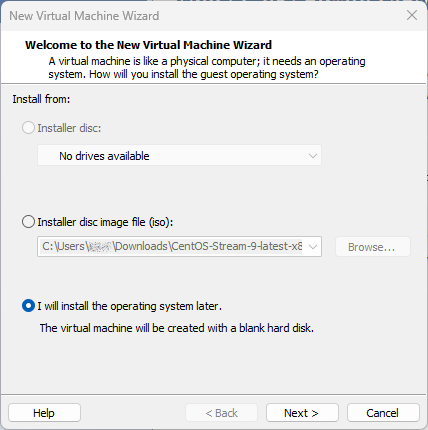 New Virtual Machine Wizard
Welcome to the New Virtual Machine Wizard
A virtual machine is like a physical computer; it needs an operating
system. How will you install the guest operating system?
Install from:
Installer disc:
No drives available
Installer disc image file (iso):
C:\Users\ \Downloads\CentOS-Stream-9-latest-x8
Browse...
I will install the operating system later.
The virtual machine will be created with a blank hard disk.
Help
< Back
Next >
Cancel